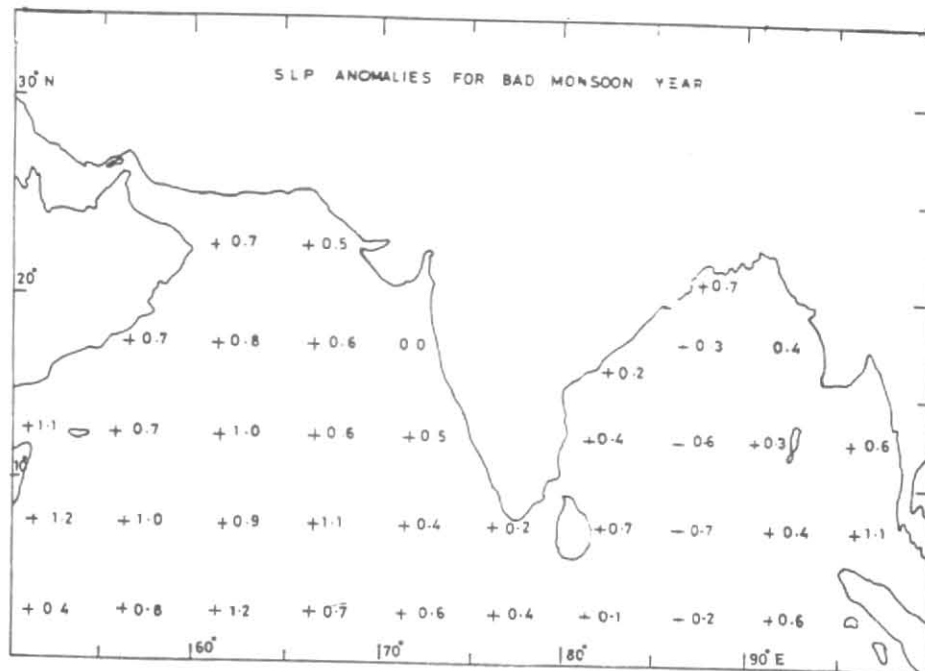 SLP ANOMALIES FOR BAD MONSOON YEAR
30° N
+ 0.7 + 0.5
20°
+ 0.7
+ 0.7 + 0.8 + 0.6 0.0 - 0.3 0.4
+ 0.2
+ 1.1 + 0.7 + 1.0 + 0.6 + 0.5 + 0.4 - 0.6 + 0.3 + 0.6
10°
+ 1.2 + 1.0 + 0.9 + 1.1 + 0.4 + 0.2 + 0.7 - 0.7 + 0.4 + 1.1
+ 0.4 + 0.8 + 1.2 + 0.7 + 0.6 + 0.4 - 0.1 - 0.2 + 0.6
60° 70° 80° 90° E